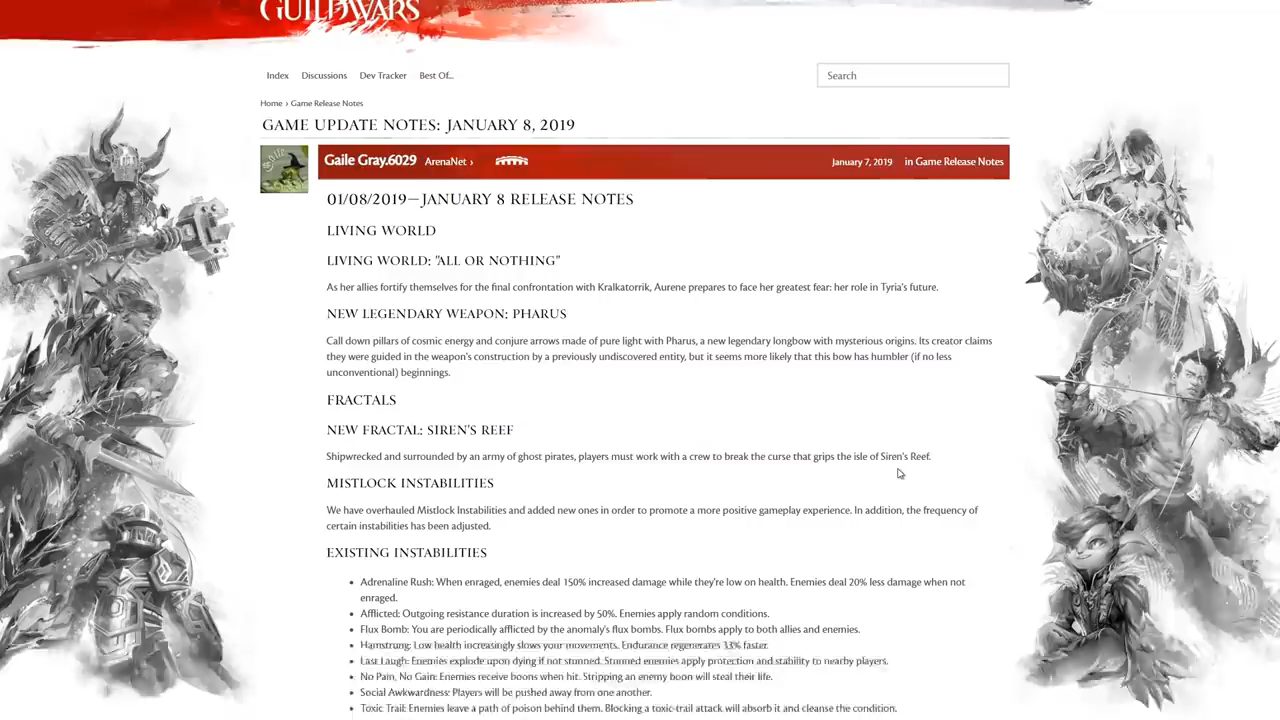 GUILDWARS
Index Discussions Dev Tracker Best Of...
Search
Home › Game Release Notes
GAME UPDATE NOTES: JANUARY 8, 2019
Gaile Gray.6029 ArenaNet › January 7, 2019 in Game Release Notes
01/08/2019—JANUARY 8 RELEASE NOTES
LIVING WORLD
LIVING WORLD: "ALL OR NOTHING"
As her allies fortify themselves for the final confrontation with Kralkatorrik, Aurene prepares to face her greatest fear: her role in Tyria's future.
NEW LEGENDARY WEAPON: PHARUS
Call down pillars of cosmic energy and conjure arrows made of pure light with Pharus, a new legendary longbow with mysterious origins. Its creator claims
they were guided in the weapon's construction by a previously undiscovered entity, but it seems more likely that this bow has humbler (if no less
unconventional) beginnings.
FRACTALS
NEW FRACTAL: SIREN'S REEF
Shipwrecked and surrounded by an army of ghost pirates, players must work with a crew to break the curse that grips the isle of Siren's Reef.
MISTLOCK INSTABILITIES
We have overhauled Mistlock Instabilities and added new ones in order to promote a more positive gameplay experience. In addition, the frequency of
certain instabilities has been adjusted.
EXISTING INSTABILITIES
• Adrenaline Rush: When enraged, enemies deal 150% increased damage while they're low on health. Enemies deal 20% less damage when not
enraged.
• Afflicted: Outgoing resistance duration is increased by 50%. Enemies apply random conditions.
• Flux Bomb: You are periodically afflicted by the anomaly's flux bombs. Flux bombs apply to both allies and enemies.
• Hamstrung: Low health increasingly slows your movements. Endurance regenerates 33% faster.
• Last Laugh: Enemies explode upon dying if not stunned. Stunned enemies apply protection and stability to nearby players.
• No Pain, No Gain: Enemies receive boons when hit. Stripping an enemy boon will steal their life.
• Social Awkwardness: Players will be pushed away from one another.
• Toxic Trail: Enemies leave a path of poison behind them. Blocking a toxic-trail attack will absorb it and cleanse the condition.